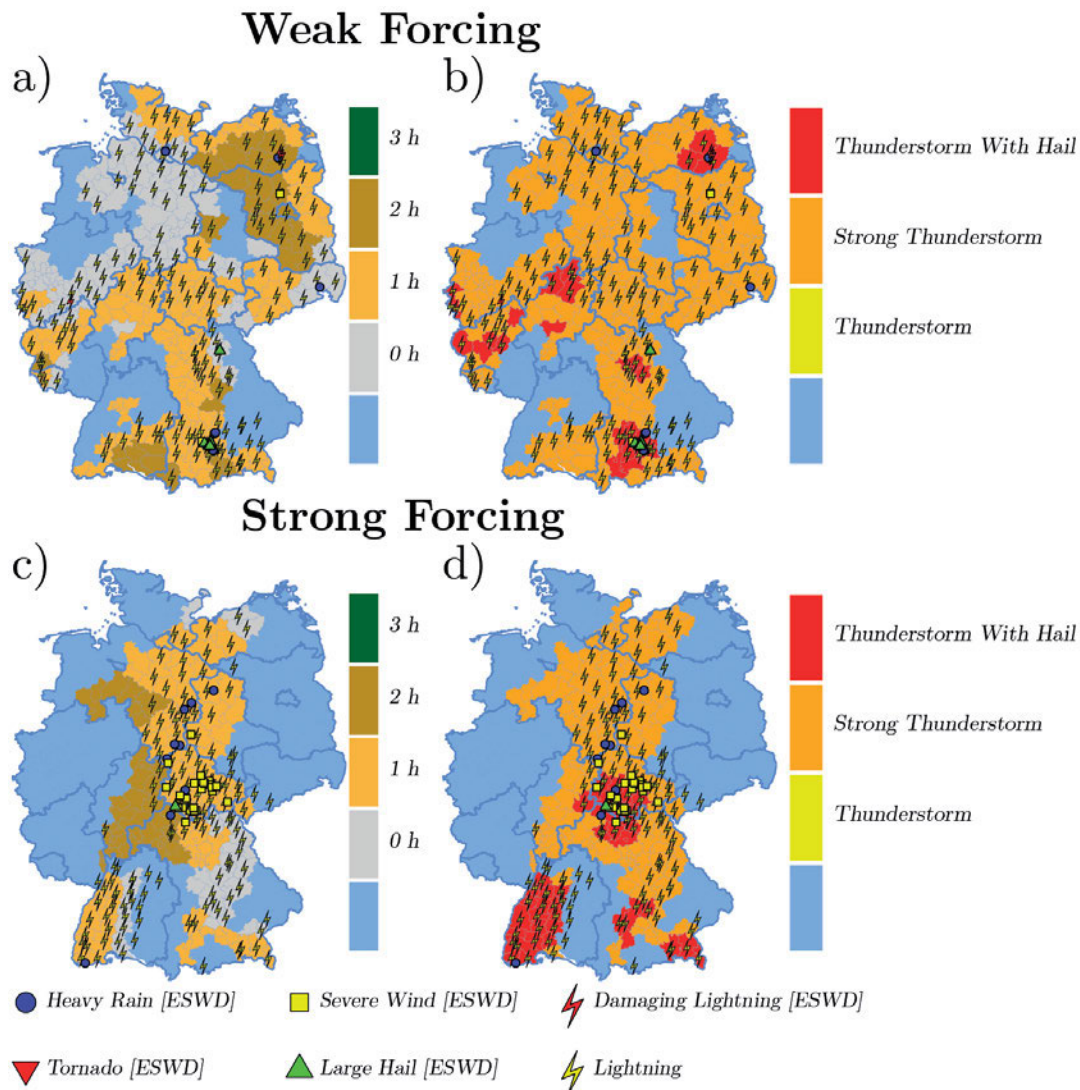 Weak Forcing
a)
b)
3 h
2 h
1 h
0 h
Thunderstorm With Hail
Strong Thunderstorm
Thunderstorm
Strong Forcing
c)
d)
3 h
2 h
1 h
0 h
Thunderstorm With Hail
Strong Thunderstorm
Thunderstorm
Heavy Rain [ESWD]
Severe Wind [ESWD]
Damaging Lightning [ESWD]
Tornado [ESWD]
Large Hail [ESWD]
Lightning